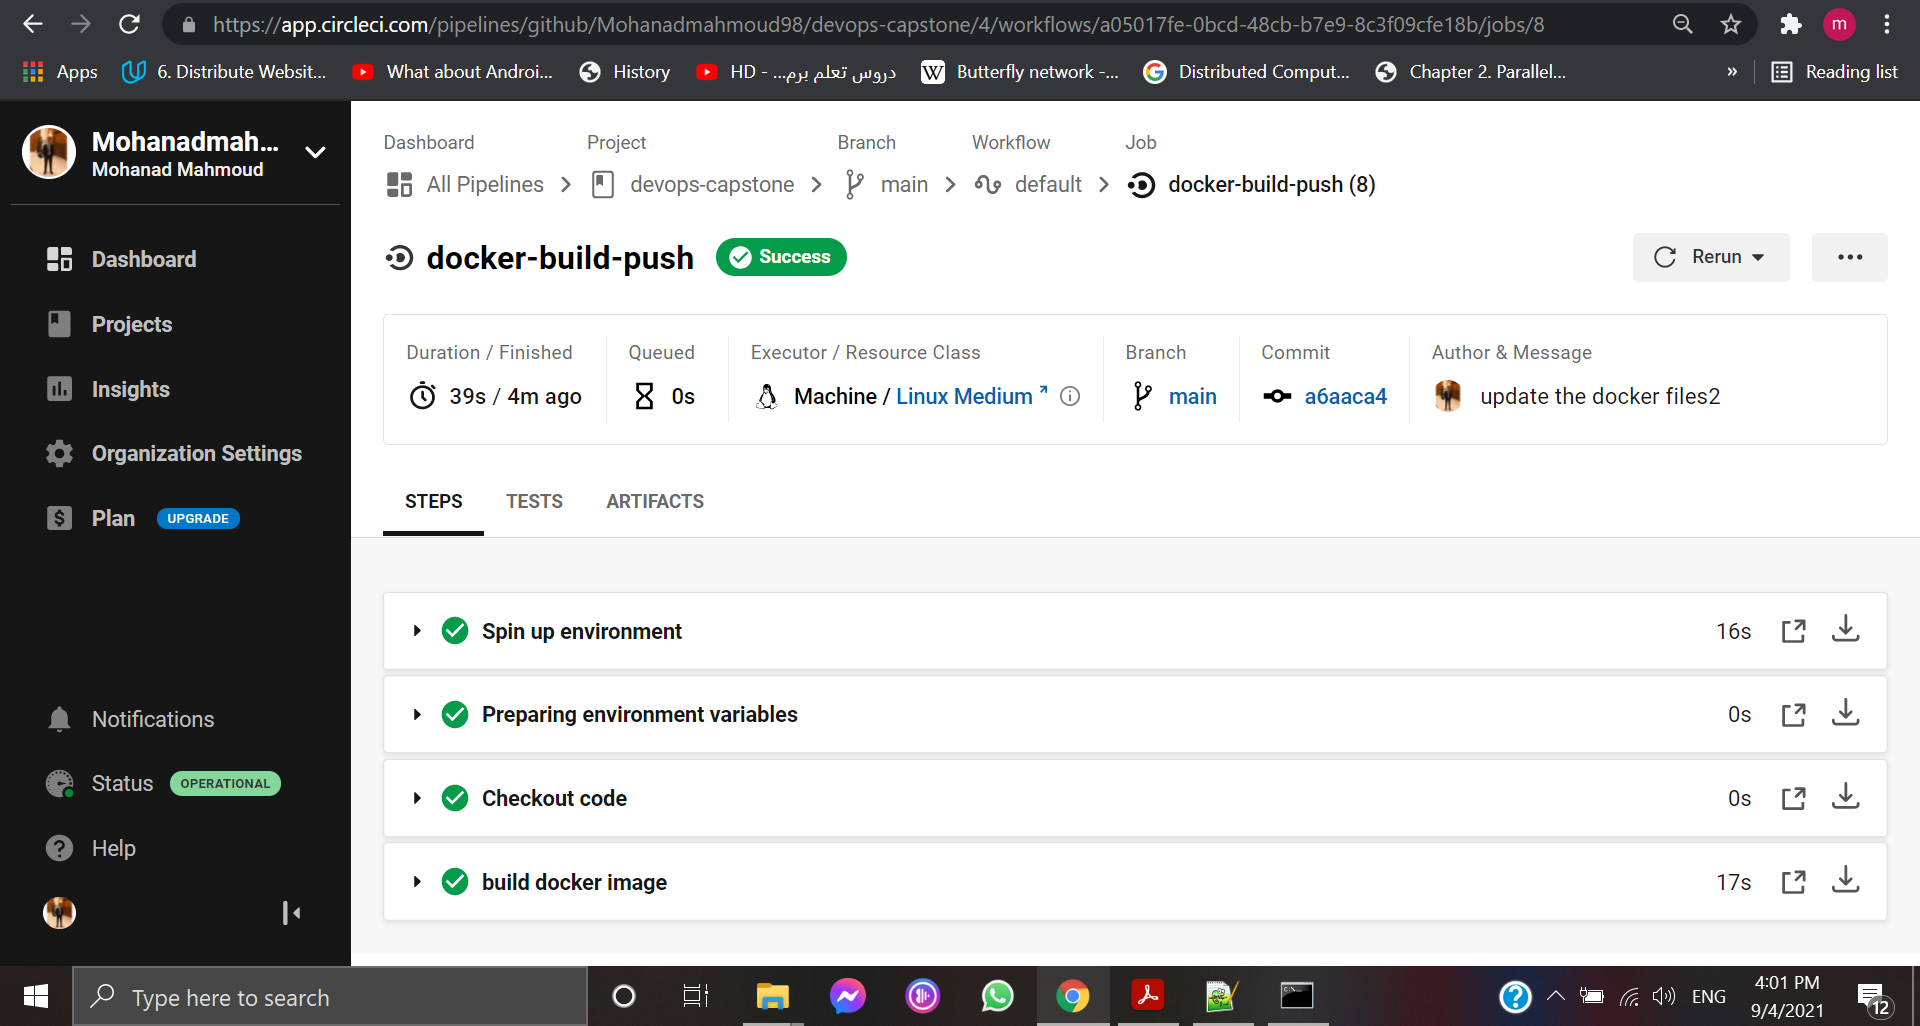 https://app.circleci.com/pipelines/github/Mohanadmahmoud98/devops-capstone/4/workflows/a05017fe-0bcd-48cb-b7e9-8c3f09cfe18b/jobs/8
m
Apps
6. Distribute Websit...
What about Androi...
History
HD - ...دروس تعلم برم
W Butterfly network -...
Distributed Comput...
Chapter 2. Parallel...
»
Reading list
Mohanadmah...
Mohanad Mahmoud
Dashboard
Projects
Insights
Organization Settings
Plan UPGRADE
Notifications
Status OPERATIONAL
Help
Dashboard Project Branch Workflow Job
All Pipelines > devops-capstone > main > default > docker-build-push (8)
docker-build-push Success
Rerun
Duration / Finished Queued Executor / Resource Class Branch Commit Author & Message
39s / 4m ago 0s Machine / Linux Medium main a6aaca4 update the docker files2
STEPS TESTS ARTIFACTS
Spin up environment 16s
Preparing environment variables 0s
Checkout code 0s
build docker image 17s
Type here to search
ENG
4:01 PM
9/4/2021
12